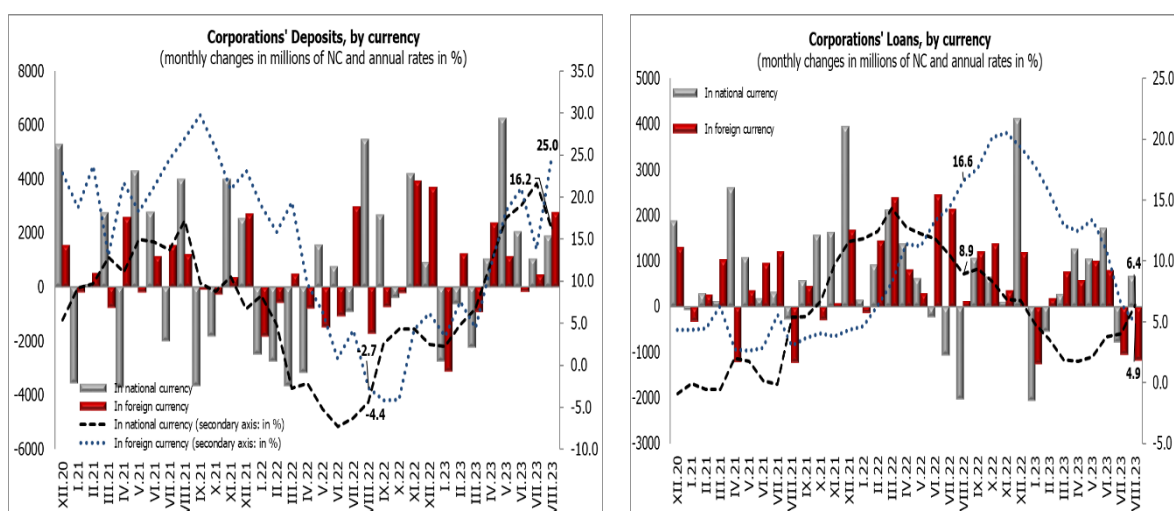 Corporations' Deposits, by currency
(monthly changes in millions of NC and annual rates in %)
8000
6000
4000
2000
0
-2000
-4000
-6000
35.0
30.0
25.0
20.0
15.0
10.0
5.0
0.0
-5.0
-10.0
25.0
16.2
-2.7
-4.4
In national currency
In foreign currency
In national currency (secondary axis: in %)
In foreign currency (secondary axis: in %)
XII.20
I.21
II.21
III.21
IV.21
V.21
VI.21
VII.21
VIII.21
IX.21
X.21
XI.21
XII.21
I.22
II.22
III.22
IV.22
V.22
VI.22
VII.22
VIII.22
IX.22
X.22
XI.22
XII.22
I.23
II.23
III.23
IV.23
V.23
VI.23
VII.23
VIII.23
Corporations' Loans, by currency
(monthly changes in millions of NC and annual rates in %)
5000
4000
3000
2000
1000
0
-1000
-2000
-3000
25.0
20.0
15.0
10.0
5.0
0.0
-5.0
In national currency
In foreign currency
16.6
8.9
6.4
4.9
XII.20
I.21
II.21
III.21
IV.21
V.21
VI.21
VII.21
VIII.21
IX.21
X.21
XI.21
XII.21
I.22
II.22
III.22
IV.22
V.22
VI.22
VII.22
VIII.22
IX.22
X.22
XI.22
XII.22
I.23
II.23
III.23
IV.23
V.23
VI.23
VII.23
VIII.23